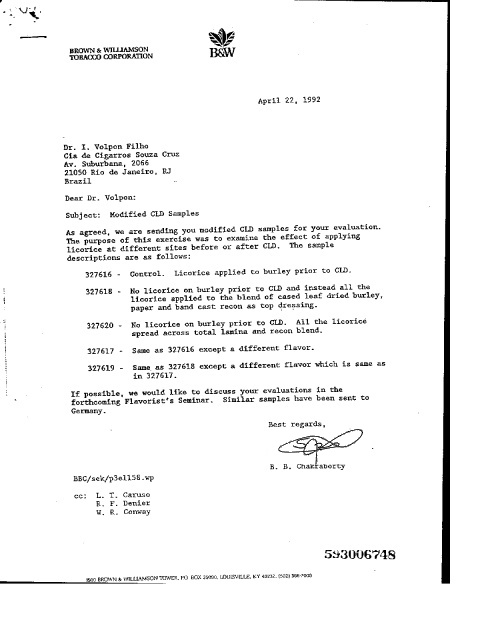 BROWN & WILLIAMSON
TOBACCO CORPORATION
B&W
April 22, 1992
Dr. I. Volpon Filho
Cia de Cigarros Souza Cruz
Av. Suburbana, 2066
21050 Rio de Janeiro, RJ
Brazil
Dear Dr. Volpon:
Subject: Modified CLD Samples
As agreed, we are sending you modified CLD samples for your evaluation.
The purpose of this exercise was to examine the effect of applying
licorice at different sites before or after CLD. The sample
descriptions are as follows:
327616 - Control. Licorice applied to burley prior to CLD.
327618 - No licorice on burley prior to CLD and instead all the
licorice applied to the blend of cased leaf dried burley,
paper and band cast recon as top dressing.
327620 - No licorice on burley prior to CLD. All the licorice
spread across total lamina and recon blend.
327617 - Same as 327616 except a different flavor.
327619 - Same as 327618 except a different flavor which is same as
in 327617.
If possible, we would like to discuss your evaluations in the
forthcoming Flavorist's Seminar. Similar samples have been sent to
Germany.
Best regards,
B. B. Chakraborty
BBC/sek/p3el158.wp
cc: L. T. Caruso
R. F. Denier
W. R. Conway
593006748
1500 BROWN & WILLIAMSON TOWER, PO BOX 35090, LOUISVILLE, KY 40232, (502) 568-7000